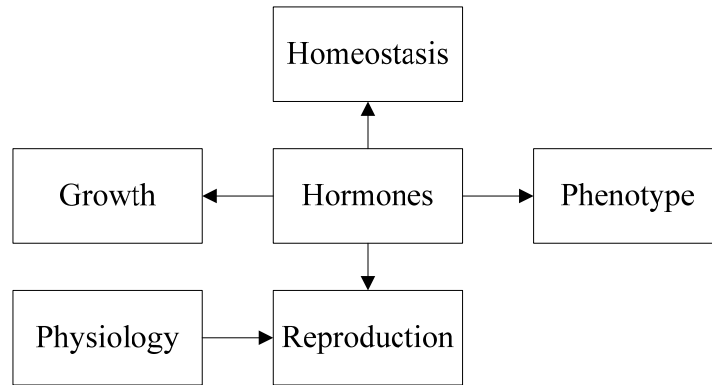 Homeostasis
Growth
Hormones
Phenotype
Physiology
Reproduction